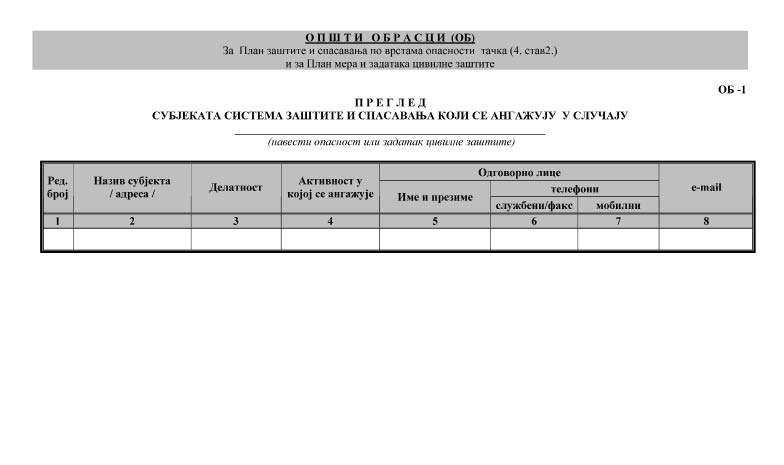 О П Ш Т И О Б Р А С Ц И (ОБ)
За План заштите и спасавања по врстама опасности тачка (4. став2.)
и за План мера и задатака цивилне заштите
ОБ -1
П Р Е Г Л Е Д
СУБЈЕКАТА СИСТЕМА ЗАШТИТЕ И СПАСАВАЊА КОЈИ СЕ АНГАЖУЈУ У СЛУЧАЈУ
(навести опасност или задатак цивилне заштите)
Ред. број
Назив субјекта / адреса /
Делатност
Активност у којој се ангажује
Одговорно лице
Име и презиме
телефони
службени/факс
мобилни
e-mail
1 2 3 4 5 6 7 8